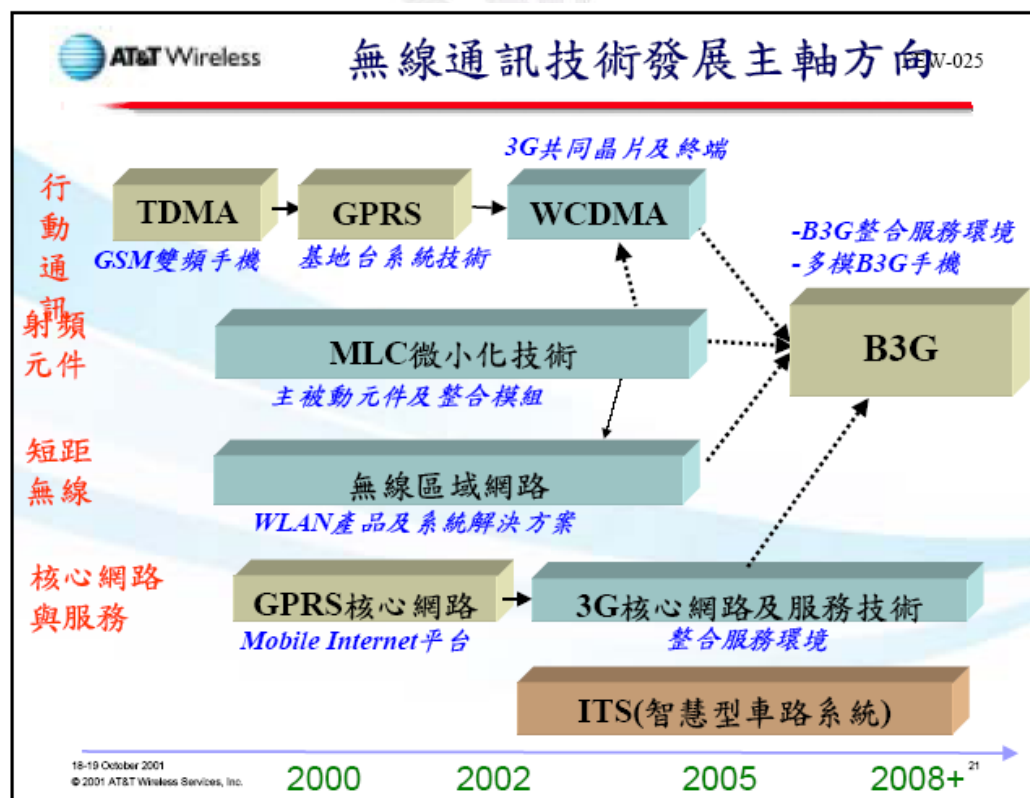 AT&T Wireless
無線通訊技術發展主軸方向
W-025
3G共同晶片及終端
行動通訊
TDMA
GPRS
WCDMA
GSM雙頻手機
基地台系統技術
-B3G整合服務環境
-多模B3G手機
射頻
元件
MLC微小化技術
B3G
主被動元件及整合模組
短距
無線
無線區域網路
WLAN產品及系統解決方案
核心網路
與服務
GPRS核心網路
3G核心網路及服務技術
Mobile Internet平台
整合服務環境
ITS(智慧型車路系統)
18-19 October 2001
© 2001 AT&T Wireless Services, Inc.
2000
2002
2005
2008+
21